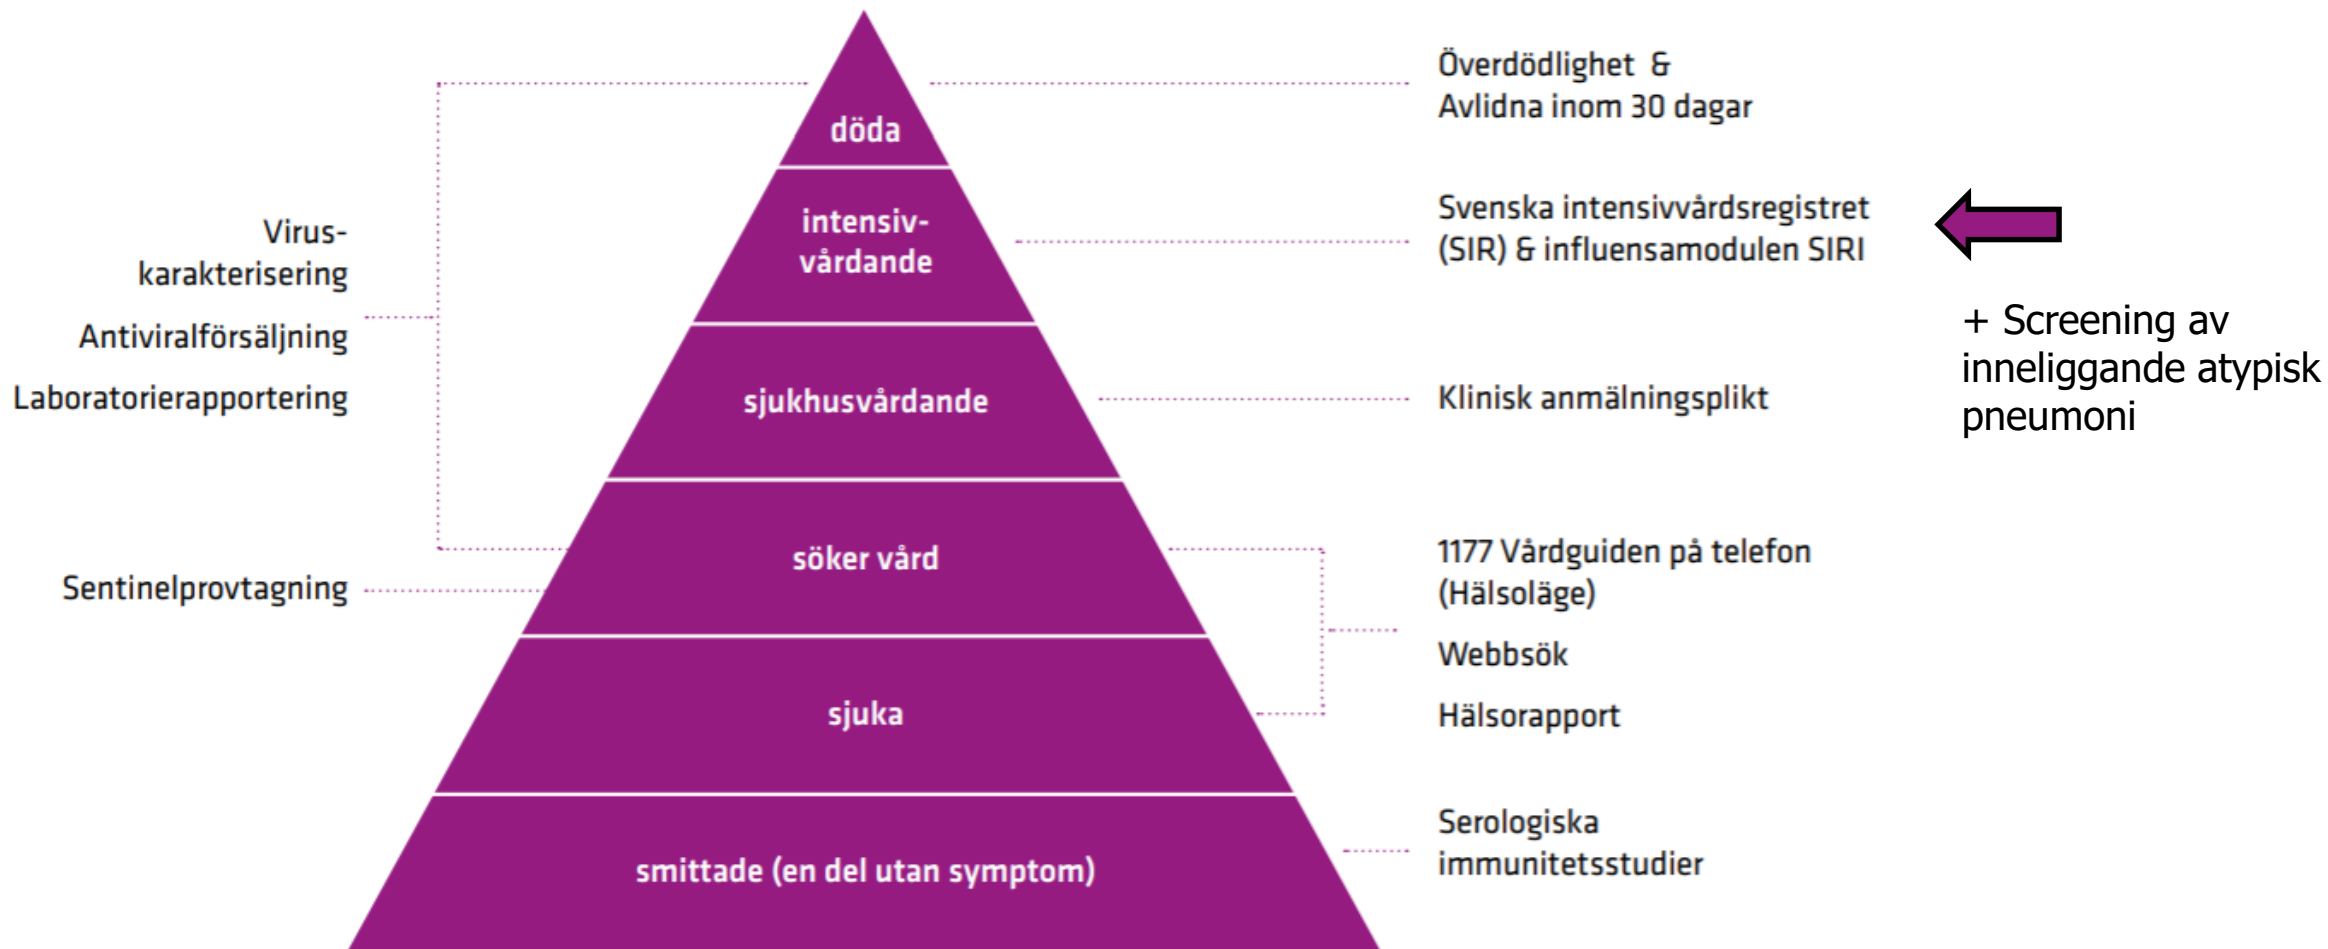 Virus-
karakterisering
Antiviralförsäljning
Laboratorierapportering
Sentinelprovtagning
döda
intensiv-
vårdande
sjukhusvårdande
söker vård
sjuka
smittade (en del utan symptom)
Överdödlighet &
Avlidna inom 30 dagar
Svenska intensivvårdsregistret
(SIR) & influensamodulen SIRI
Klinisk anmälningsplikt
1177 Vårdguiden på telefon
(Hälsoläge)
Webbsök
Hälsorapport
Serologiska
immunitetsstudier
+ Screening av
inneliggande atypisk
pneumoni